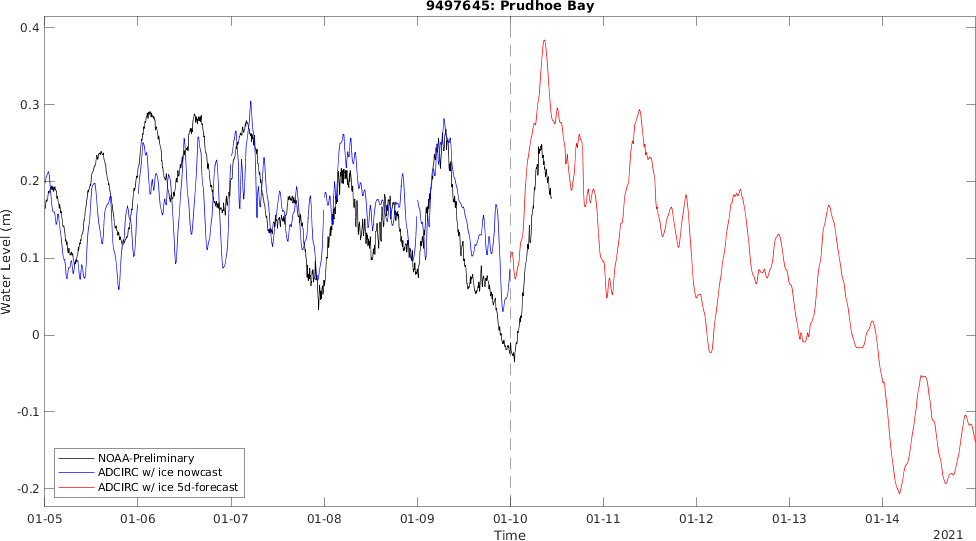 9497645: Prudhoe Bay
Water Level (m)
0.4
0.3
0.2
0.1
0
-0.1
-0.2
NOAA-Preliminary
ADCIRC w/ ice nowcast
ADCIRC w/ ice 5d-forecast
01-05 01-06 01-07 01-08 01-09 01-10 01-11 01-12 01-13 01-14
Time
2021